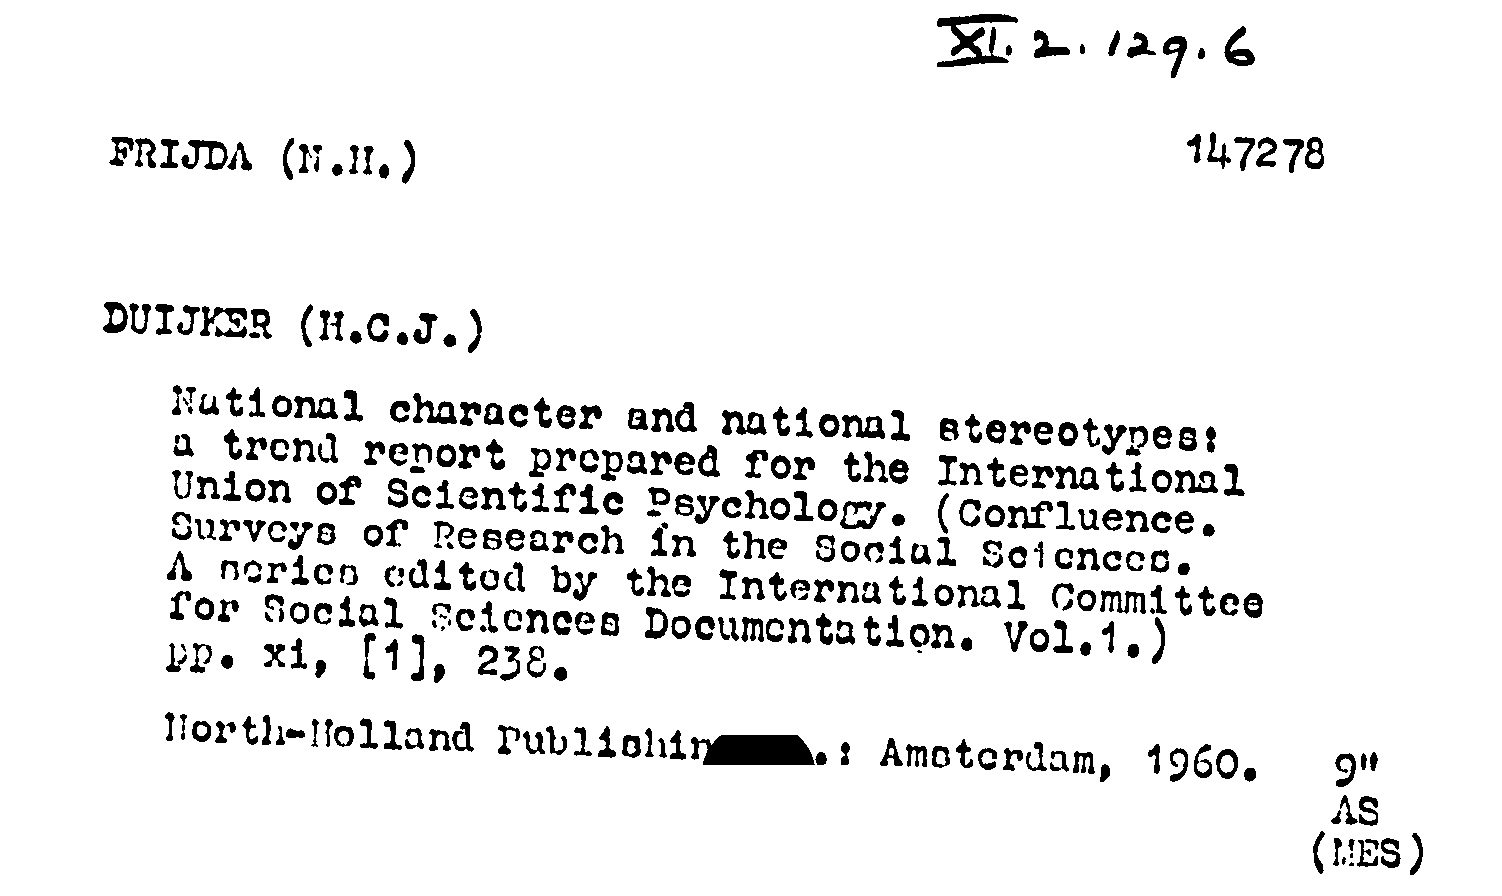 XI. 2. 129. 6
FRIJDA (N.H.)
147278
DUIJKER (H.C.J.)
National character and national stereotypes:
a trend report prepared for the International
Union of Scientific Psychology. (Confluence.
Surveys of Research in the Social Sciences.
A series edited by the International Committee
for Social Sciences Documentation. Vol.1.)
pp. xi, [1], 238.
North-Holland .: Amsterdam, 1960.
9"
AS
(MES)